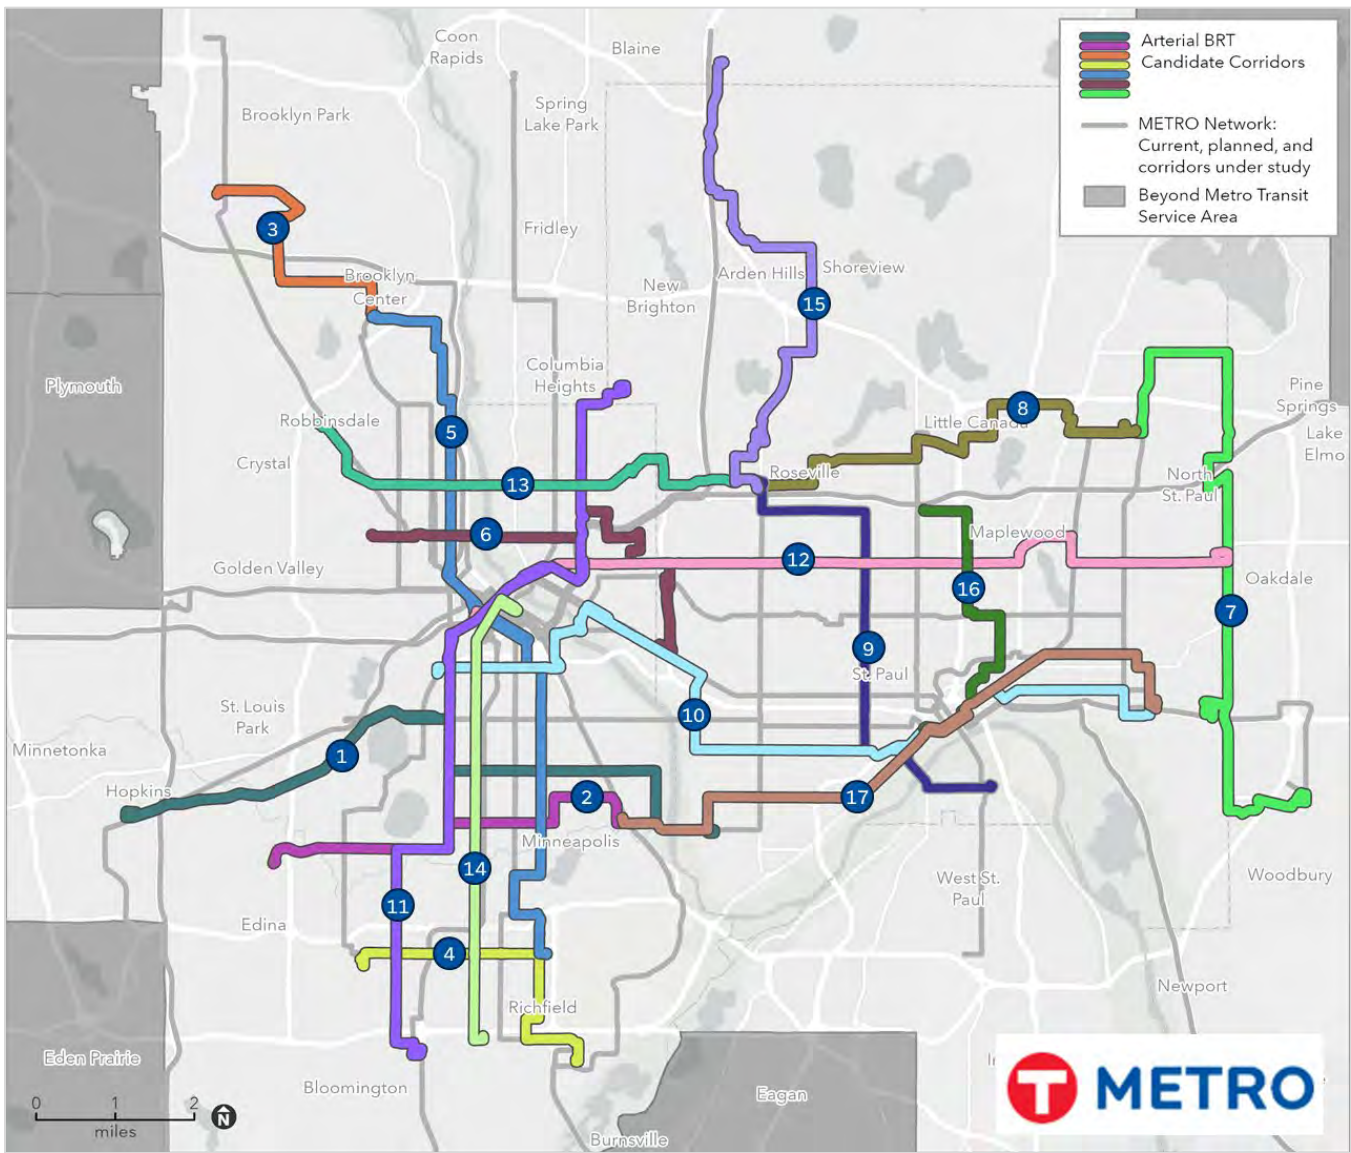 Coon
Rapids
Blaine
Arterial BRT
Candidate Corridors
METRO Network:
Current, planned, and
corridors under study
Beyond Metro Transit
Service Area
Brooklyn Park
Spring
Lake Park
3
Fridley
Brooklyn
Center
New
Brighton
Arden Hills
Shoreview
15
Plymouth
Columbia
Heights
Pine
Springs
Robbinsdale
5
Little Canada
8
Lake
Elmo
Crystal
13
Roseville
North
St. Paul
6
Maplewood
Golden Valley
12
16
Oakdale
7
9
St. Paul
St. Louis
Park
10
Minnetonka
1
Hopkins
2
17
Minneapolis
14
West St.
Paul
Woodbury
11
Edina
4
Richfield
Newport
Eden Prairie
Bloomington
Eagan
Burnsville
0 1 2
miles
N
T METRO